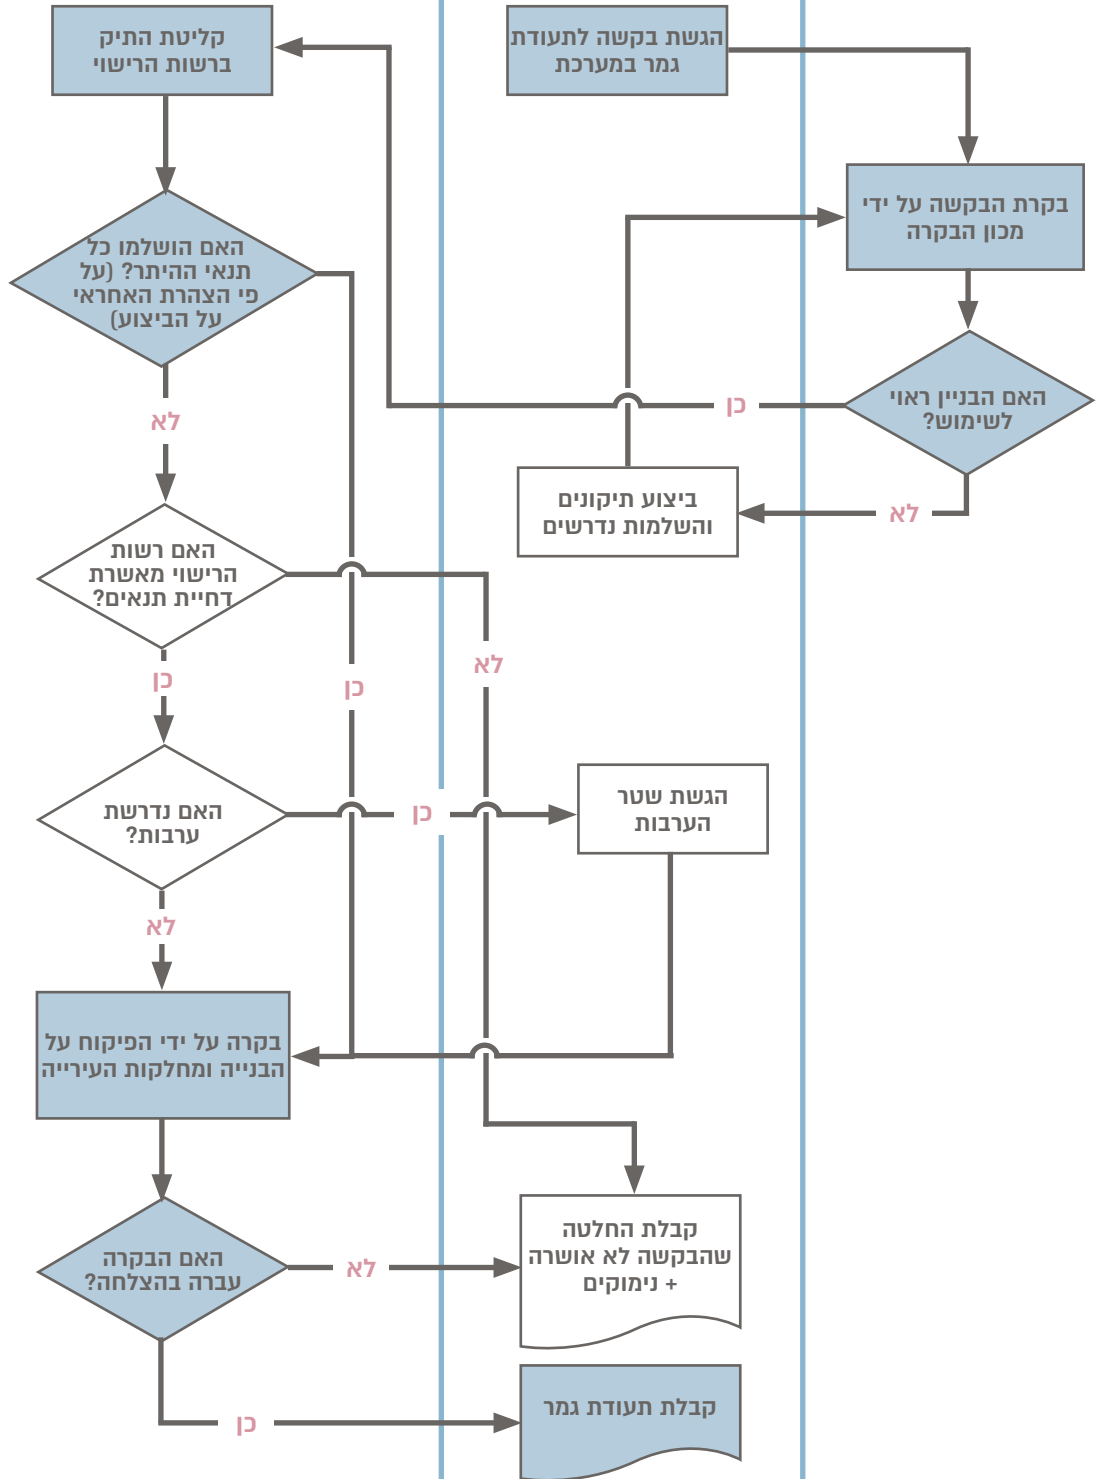 הגשת בקשה לתעודת
גמר במערכת
בקרת הבקשה על ידי
מכון הבקרה
האם הבניין ראוי
לשימוש?
לא
ביצוע תיקונים
והשלמות נדרשים
כן
קליטת התיק
ברשות הרישוי
האם הושלמו כל
תנאי ההיתר? (על
פי הצהרת האחראי
על הביצוע)
לא
כן
האם רשות
הרישוי מאשרת
דחיית תנאים?
לא
כן
האם נדרשת
ערבות?
כן
הגשת שטר
הערבות
לא
בקרה על ידי הפיקוח על
הבנייה ומחלקות העירייה
האם הבקרה
עברה בהצלחה?
לא
קבלת החלטה
שהבקשה לא אושרה
+ נימוקים
כן
קבלת תעודת גמר